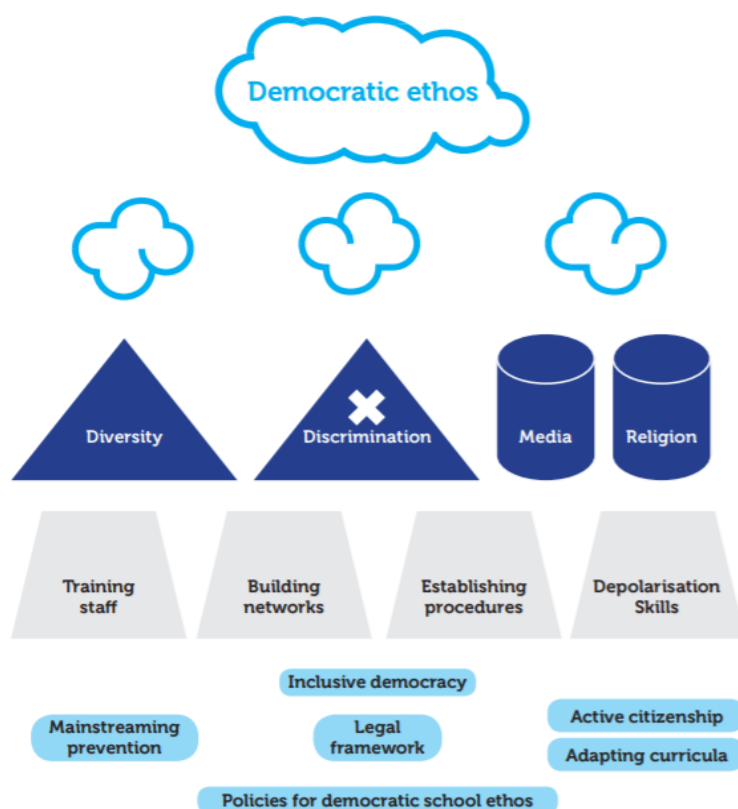 Democratic ethos
Diversity
Discrimination
Media
Religion
Training
staff
Building
networks
Establishing
procedures
Depolarisation
Skills
Inclusive democracy
Mainstreaming
prevention
Legal
framework
Active citizenship
Adapting curricula
Policies for democratic school ethos